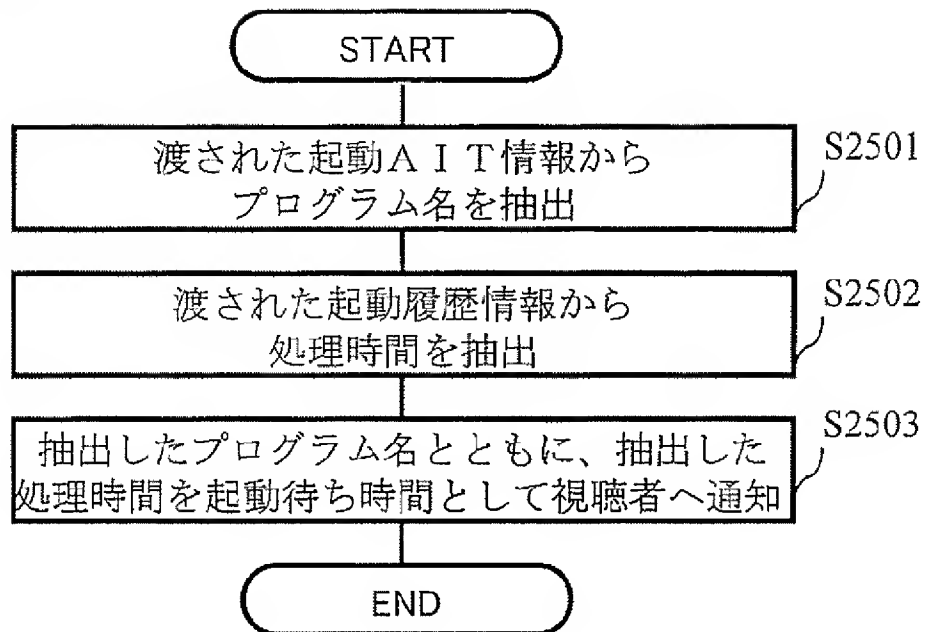 START
渡された起動ＡＩＴ情報から
プログラム名を抽出
S2501
渡された起動履歴情報から
処理時間を抽出
S2502
抽出したプログラム名とともに、抽出した
処理時間を起動待ち時間として視聴者へ通知
S2503
END